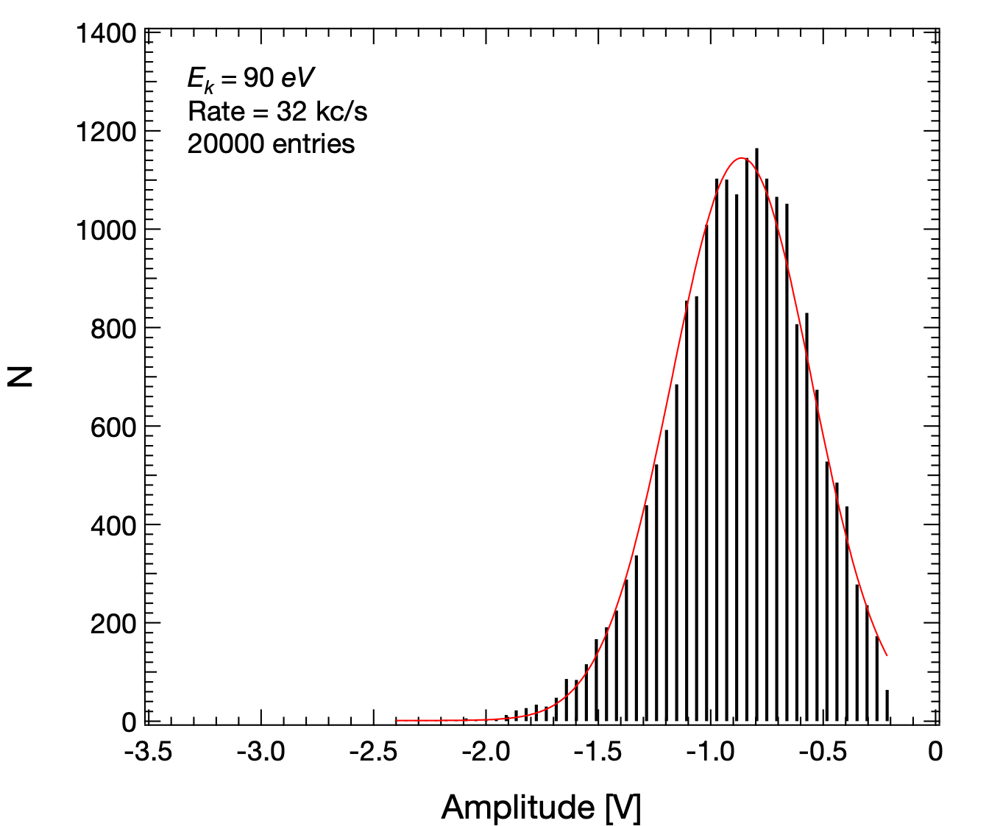 1400
E_k = 90 eV
Rate = 32 kc/s
20000 entries
1200
1000
800
N
600
400
200
0
-3.5 -3.0 -2.5 -2.0 -1.5 -1.0 -0.5 0
Amplitude [V]